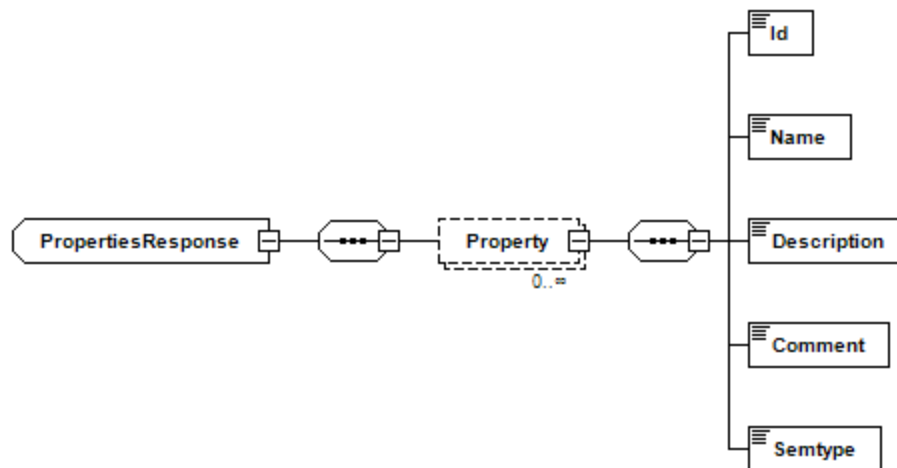 Id
Name
PropertiesResponse
Property
0..∞
Description
Comment
Semtype